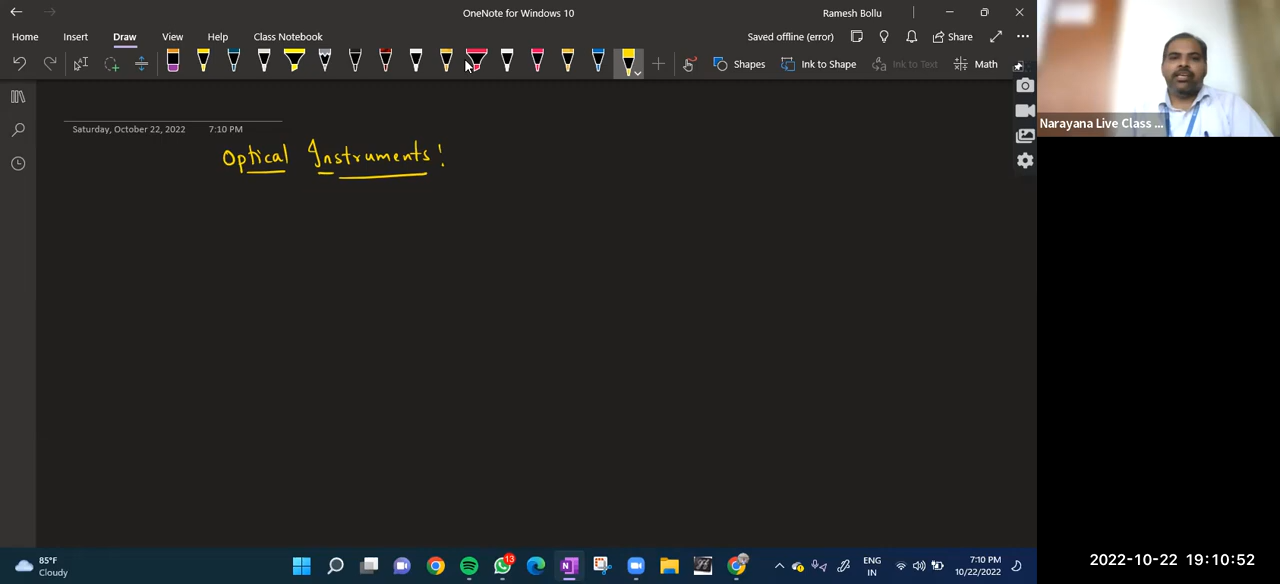 OneNote for Windows 10
Ramesh Bollu
Home Insert Draw View Help Class Notebook
Saved offline (error)
Share
Shapes
Ink to Shape
Ink to Text
Math
Narayana Live Class ...
Saturday, October 22, 2022 7:10 PM
Optical Instruments!
85°F
Cloudy
13
ENG
IN
7:10 PM
10/22/2022
2022-10-22 19:10:52